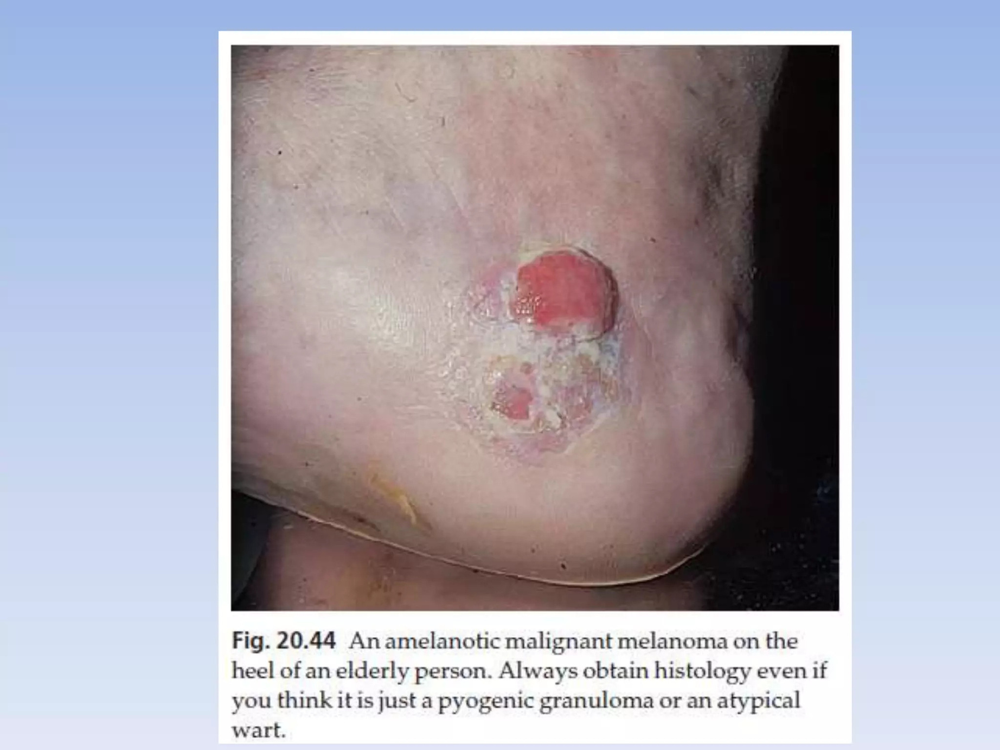 Fig. 20.44 An amelanotic malignant melanoma on the
heel of an elderly person. Always obtain histology even if
you think it is just a pyogenic granuloma or an atypical
wart.